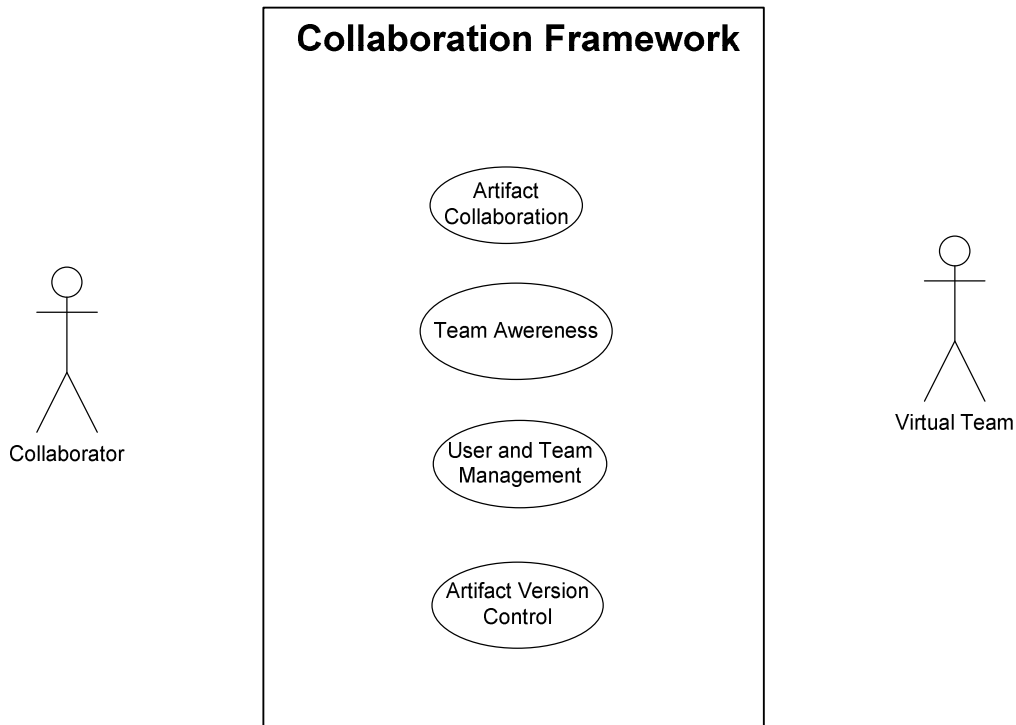 Collaboration Framework
Artifact
Collaboration
Team Awereness
User and Team
Management
Artifact Version
Control
Collaborator
Virtual Team